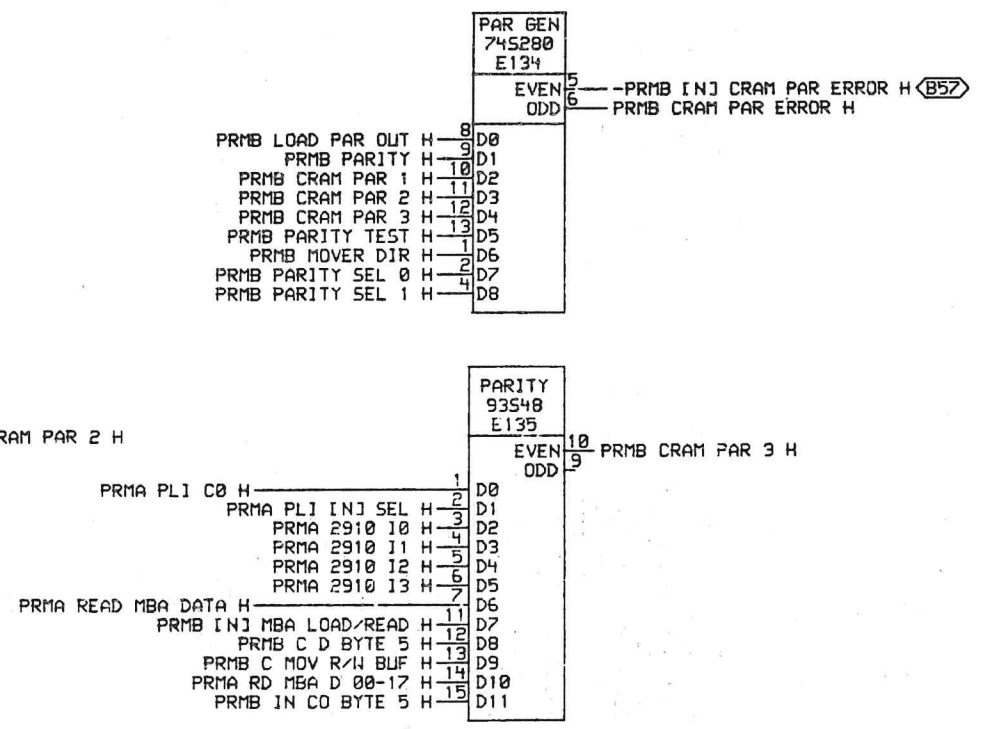 PAR GEN
74S280
E134
EVEN 5 -PRMB [N] CRAM PAR ERROR H B57
ODD 6 PRMB CRAM PAR ERROR H
PRMB LOAD PAR OUT H 8 D0
PRMB PARITY H 9 D1
PRMB CRAM PAR 1 H 10 D2
PRMB CRAM PAR 2 H 11 D3
PRMB CRAM PAR 3 H 12 D4
PRMB PARITY TEST H 13 D5
PRMB MOVER DIR H 1 D6
PRMB PARITY SEL 0 H 2 D7
PRMB PARITY SEL 1 H 4 D8
PARITY
93S48
E135
RAM PAR 2 H
EVEN 10 PRMB CRAM PAR 3 H
ODD 9
PRMA PLI C0 H 1 D0
PRMA PLI [N] SEL H 2 D1
PRMA 2910 I0 H 3 D2
PRMA 2910 I1 H 4 D3
PRMA 2910 I2 H 5 D4
PRMA 2910 I3 H 6 D5
PRMA READ MBA DATA H 7 D6
PRMB [N] MBA LOAD/READ H 11 D7
PRMB C D BYTE 5 H 12 D8
PRMB C MOV R/W BUF H 13 D9
PRMA RD MBA D 00-17 H 14 D10
PRMB IN CO BYTE 5 H 15 D11